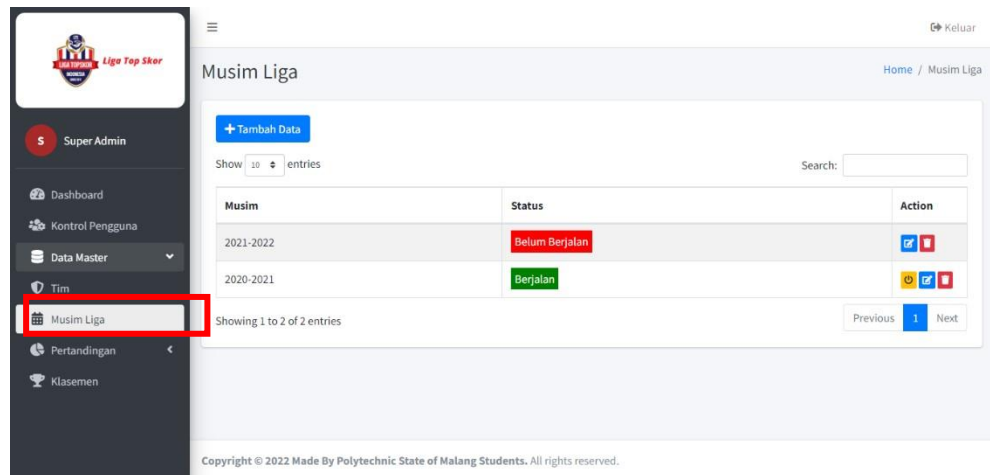 LIGA TOPSKOR
INDONESIA
Liga Top Skor
Keluar
Musim Liga
Home / Musim Liga
S Super Admin
Dashboard
Kontrol Pengguna
Data Master
Tim
Musim Liga
Pertandingan
Klasemen
Tambah Data
Show 10 entries
Search:
Musim Status Action
2021-2022 Belum Berjalan
2020-2021 Berjalan
Showing 1 to 2 of 2 entries
Previous 1 Next
Copyright © 2022 Made By Polytechnic State of Malang Students. All rights reserved.